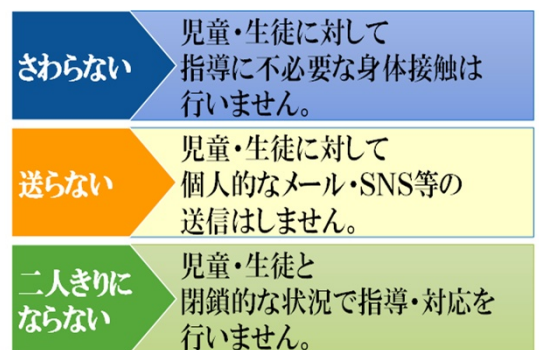 さわらない
児童・生徒に対して
指導に不必要な身体接触は
行いません。
送らない
児童・生徒に対して
個人的なメール・SNS等の
送信はしません。
二人きりに
ならない
児童・生徒と
閉鎖的な状況で指導・対応を
行いません。